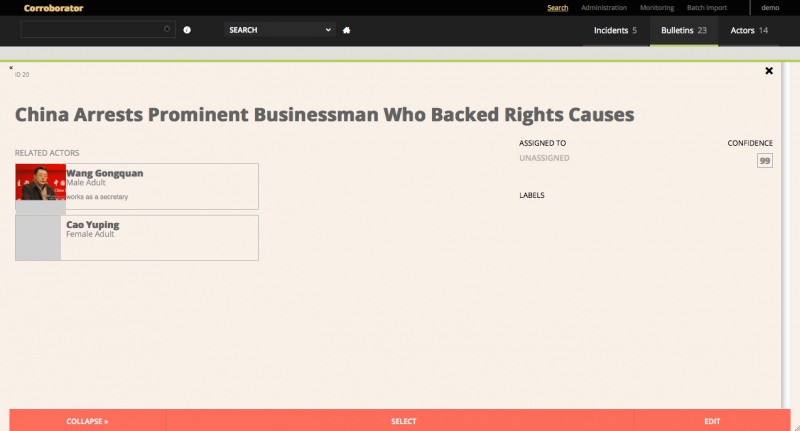 Corroborator
Search Administration Monitoring Batch Import demo
SEARCH
Incidents 5 Bulletins 23 Actors 14
«
ID 20
China Arrests Prominent Businessman Who Backed Rights Causes
RELATED ACTORS
Wang Gongquan
Male Adult
works as a secretary
Cao Yuping
Female Adult
ASSIGNED TO
UNASSIGNED
CONFIDENCE
99
LABELS
COLLAPSE » SELECT EDIT